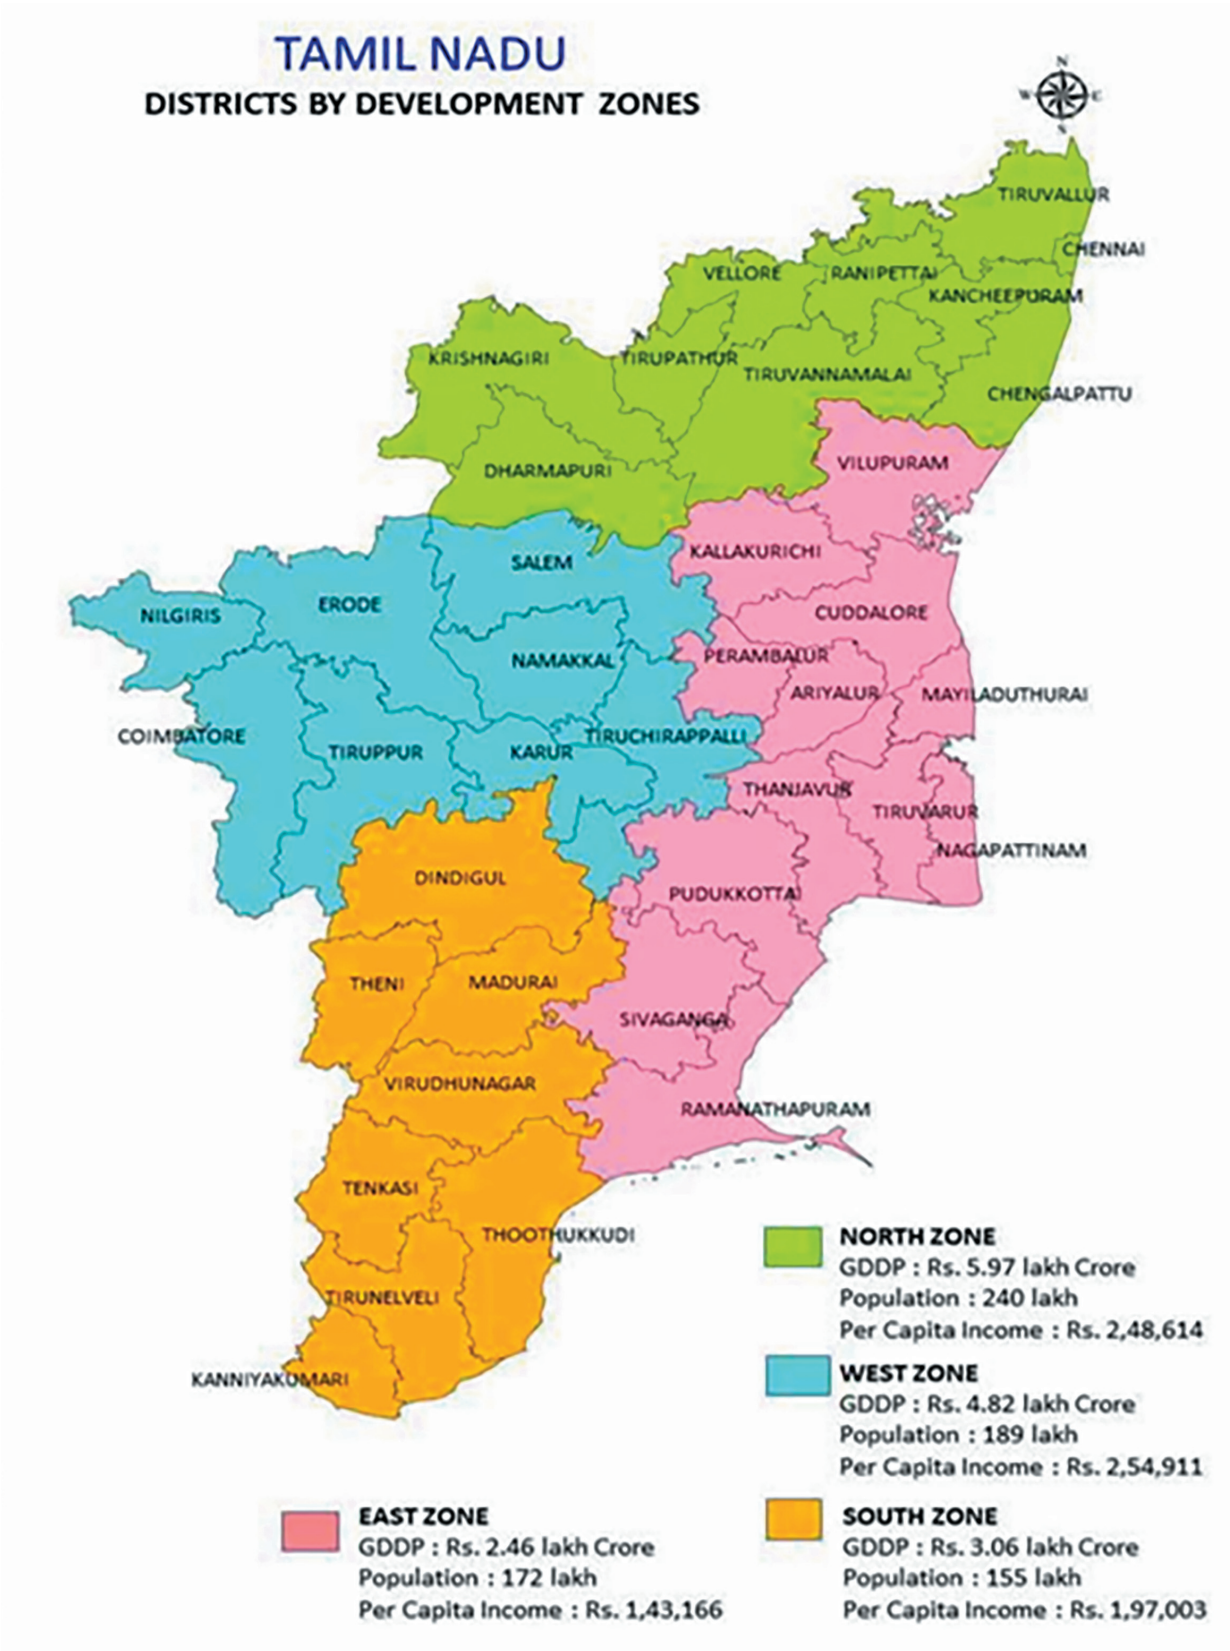 TAMIL NADU
DISTRICTS BY DEVELOPMENT ZONES
N
W E
S
TIRUVALLUR
CHENNAI
VELLORE
RANIPETTAI
KANCHEEPURAM
KRISHNAGIRI
TIRUPATHUR
TIRUVANNAMALAI
CHENGALPATTU
DHARMAPURI
VILUPURAM
SALEM
KALLAKURICHI
NILGIRIS
ERODE
CUDDALORE
NAMAKKAL
PERAMBALUR
ARIYALUR
MAYILADUTHURAI
COIMBATORE
TIRUPPUR
KARUR
TIRUCHIRAPPALLI
THANJAVUR
TIRUVARUR
NAGAPATTINAM
DINDIGUL
PUDUKKOTTAI
THENI
MADURAI
SIVAGANGA
VIRUDHUNAGAR
RAMANATHAPURAM
TENKASI
THOOTHUKKUDI
TIRUNELVELI
KANNIYAKUMARI
NORTH ZONE
GDDP : Rs. 5.97 lakh Crore
Population : 240 lakh
Per Capita Income : Rs. 2,48,614
WEST ZONE
GDDP : Rs. 4.82 lakh Crore
Population : 189 lakh
Per Capita Income : Rs. 2,54,911
EAST ZONE
GDDP : Rs. 2.46 lakh Crore
Population : 172 lakh
Per Capita Income : Rs. 1,43,166
SOUTH ZONE
GDDP : Rs. 3.06 lakh Crore
Population : 155 lakh
Per Capita Income : Rs. 1,97,003